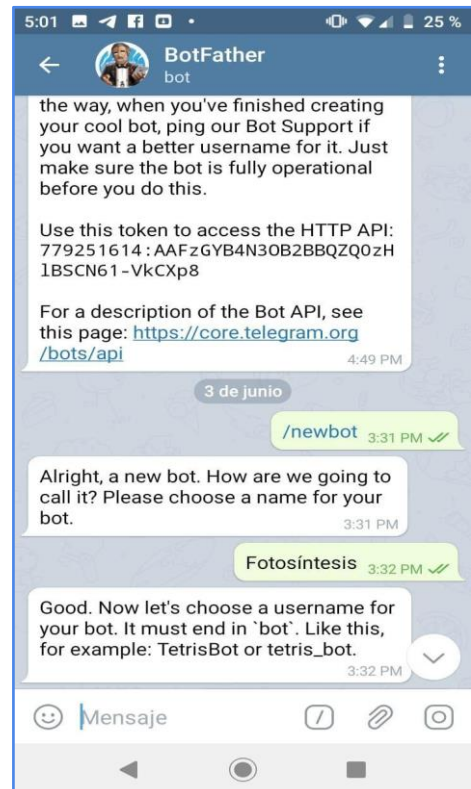 5:01
25 %
BotFather
bot
the way, when you've finished creating
your cool bot, ping our Bot Support if
you want a better username for it. Just
make sure the bot is fully operational
before you do this.
Use this token to access the HTTP API:
779251614:AAFzGYB4N3OB2BBQZQ0zH
lBSCN61-VkCXp8
For a description of the Bot API, see
this page: https://core.telegram.org
/bots/api
4:49 PM
3 de junio
/newbot 3:31 PM
Alright, a new bot. How are we going to
call it? Please choose a name for your
bot.
3:31 PM
Fotosíntesis 3:32 PM
Good. Now let's choose a username for
your bot. It must end in `bot`. Like this,
for example: TetrisBot or tetris_bot.
3:32 PM
Mensaje